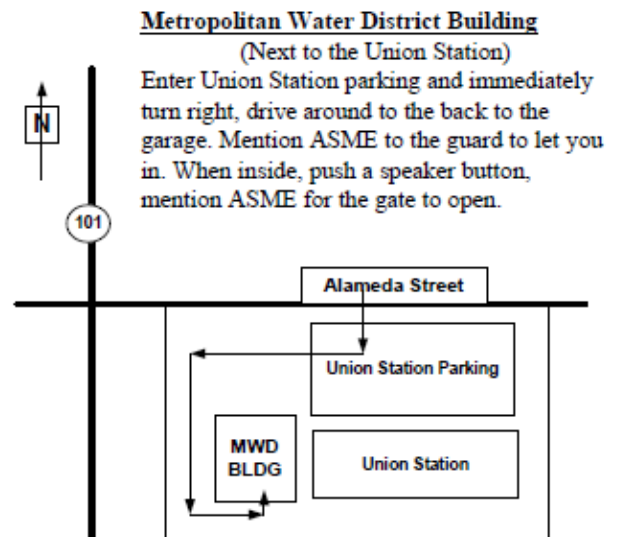 Metropolitan Water District Building
(Next to the Union Station)
Enter Union Station parking and immediately
turn right, drive around to the back to the
garage. Mention ASME to the guard to let you
in. When inside, push a speaker button,
mention ASME for the gate to open.
N
101
Alameda Street
Union Station Parking
MWD
BLDG
Union Station